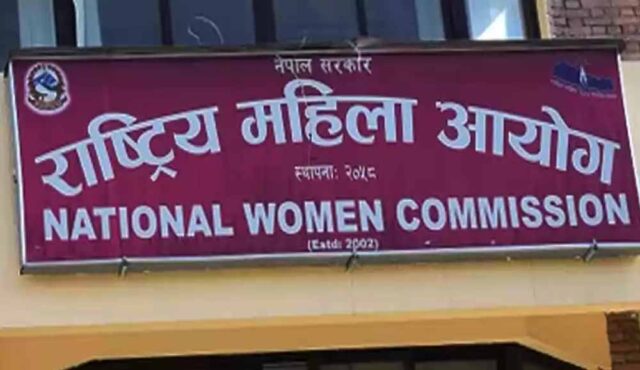 नेपाल सरकार
राष्ट्रिय महिला आयोग
स्थापना: २०५८
NATIONAL WOMEN COMMISSION
(Estd: 2002)